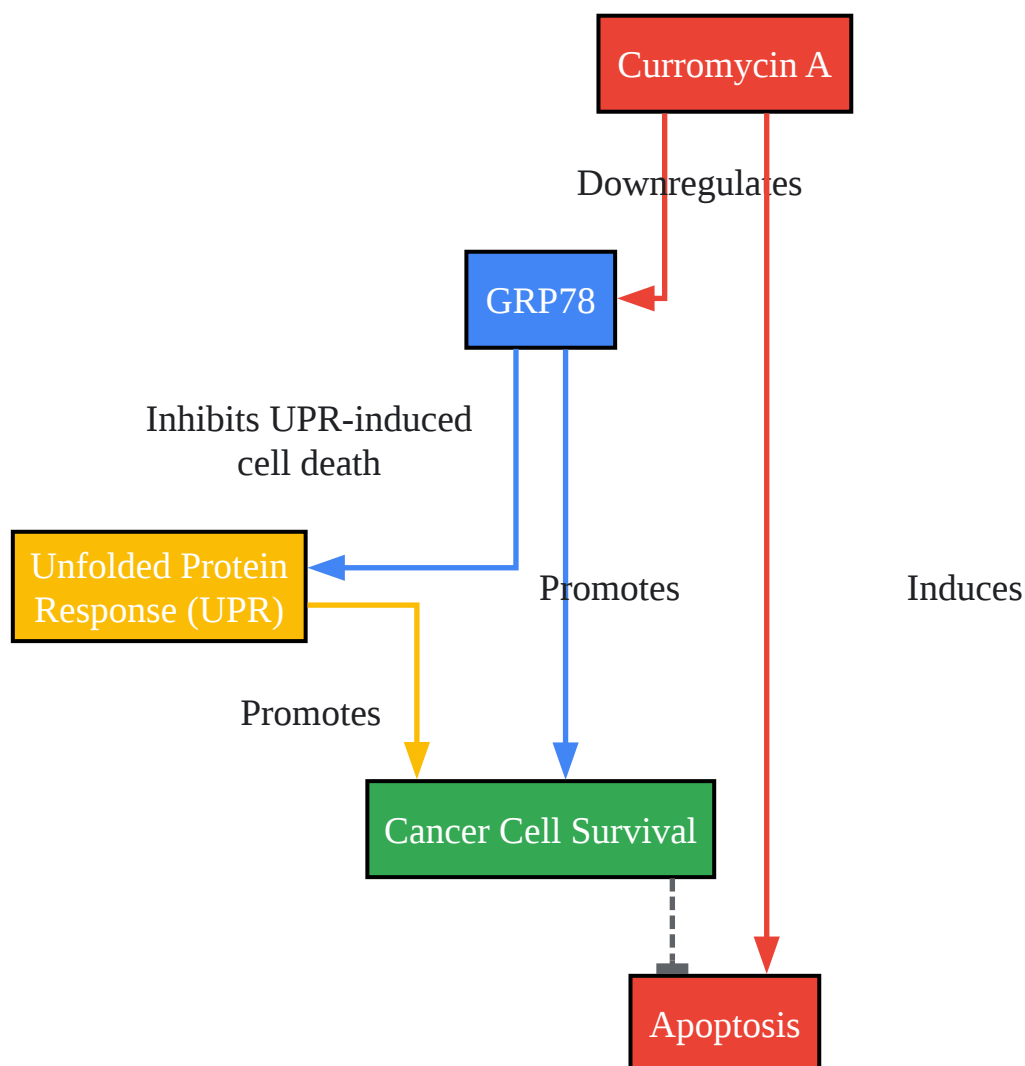 Curromycin A
Downregulates
GRP78
Inhibits UPR-induced
cell death
Unfolded Protein
Response (UPR)
Promotes
Induces
Promotes
Cancer Cell Survival
Apoptosis